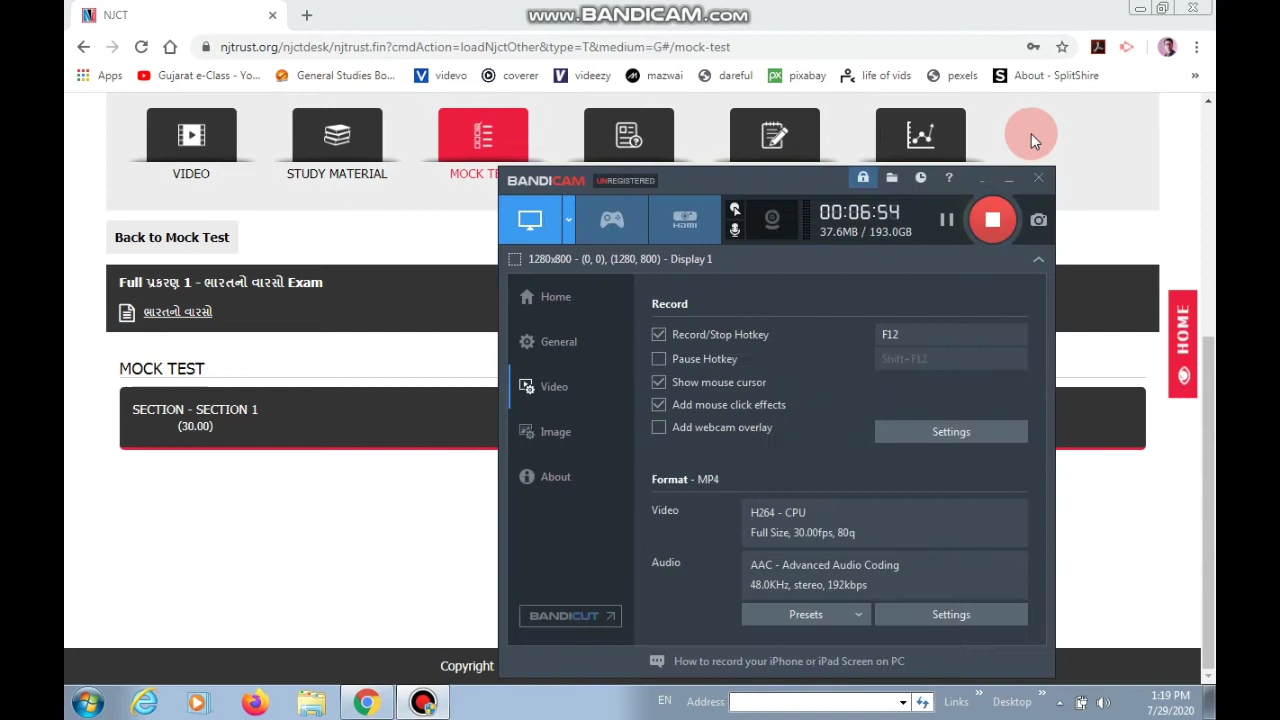 NJCT
www.BANDICAM.com
njtrust.org/njctdesk/njtrust.fin?cmdAction=loadNjctOther&type=T&medium=G#/mock-test
Apps
Gujarat e-Class - Yo...
General Studies Bo...
videvo
coverer
videezy
mazwai
dareful
pixabay
life of vids
pexels
About - SplitShire
»
VIDEO
STUDY MATERIAL
MOCK TE
BANDICAM UNREGISTERED
HDMI
00:06:54
37.6MB / 193.0GB
Back to Mock Test
1280x800 - (0, 0), (1280, 800) - Display 1
Full પ્રકરણ 1 - ભારતનો વારસો Exam
ભારતનો વારસો
HOME
Home
General
Video
Image
About
BANDICUT
Record
Record/Stop Hotkey
F12
Pause Hotkey
Shift+F12
Show mouse cursor
Add mouse click effects
Add webcam overlay
Settings
Format - MP4
Video
H264 - CPU
Full Size, 30.00fps, 80q
Audio
AAC - Advanced Audio Coding
48.0KHz, stereo, 192kbps
Presets
Settings
How to record your iPhone or iPad Screen on PC
MOCK TEST
SECTION - SECTION 1
(30.00)
Copyright
EN
Address
Links
»
Desktop
»
1:19 PM
7/29/2020